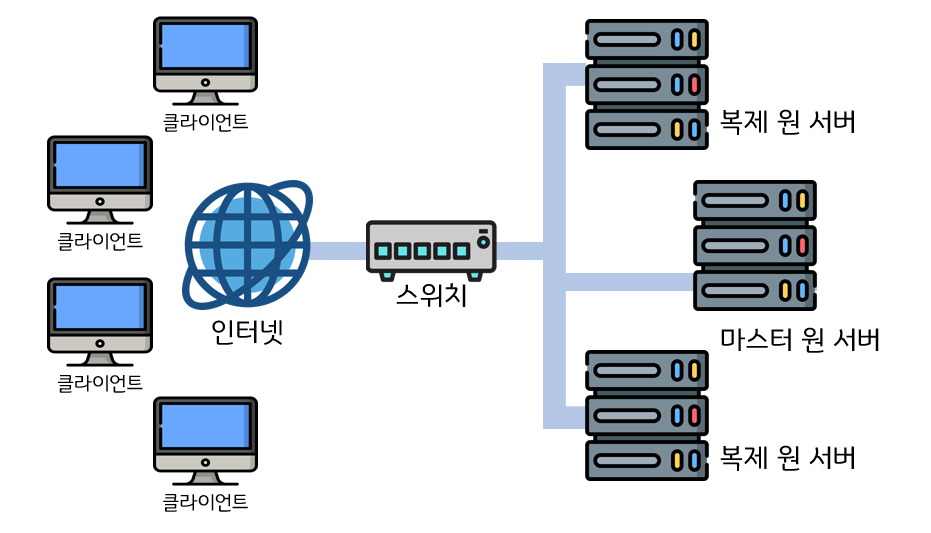 클라이언트
복제 원 서버
클라이언트
스위치
인터넷
마스터 원 서버
클라이언트
복제 원 서버
클라이언트